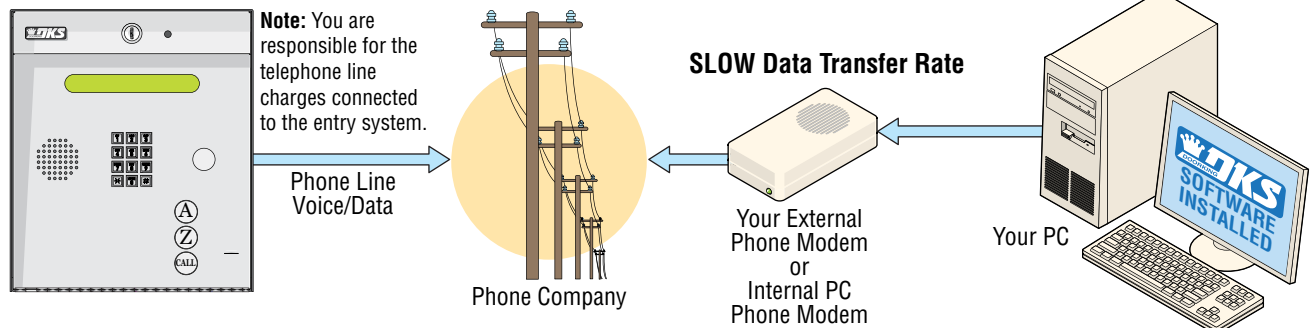 DKS
Note: You are
responsible for the
telephone line
charges connected
to the entry system.
A
Z
CALL
Phone Line
Voice/Data
Phone Company
SLOW Data Transfer Rate
Your External
Phone Modem
or
Internal PC
Phone Modem
Your PC
DOORKING
DKS
SOFTWARE
INSTALLED